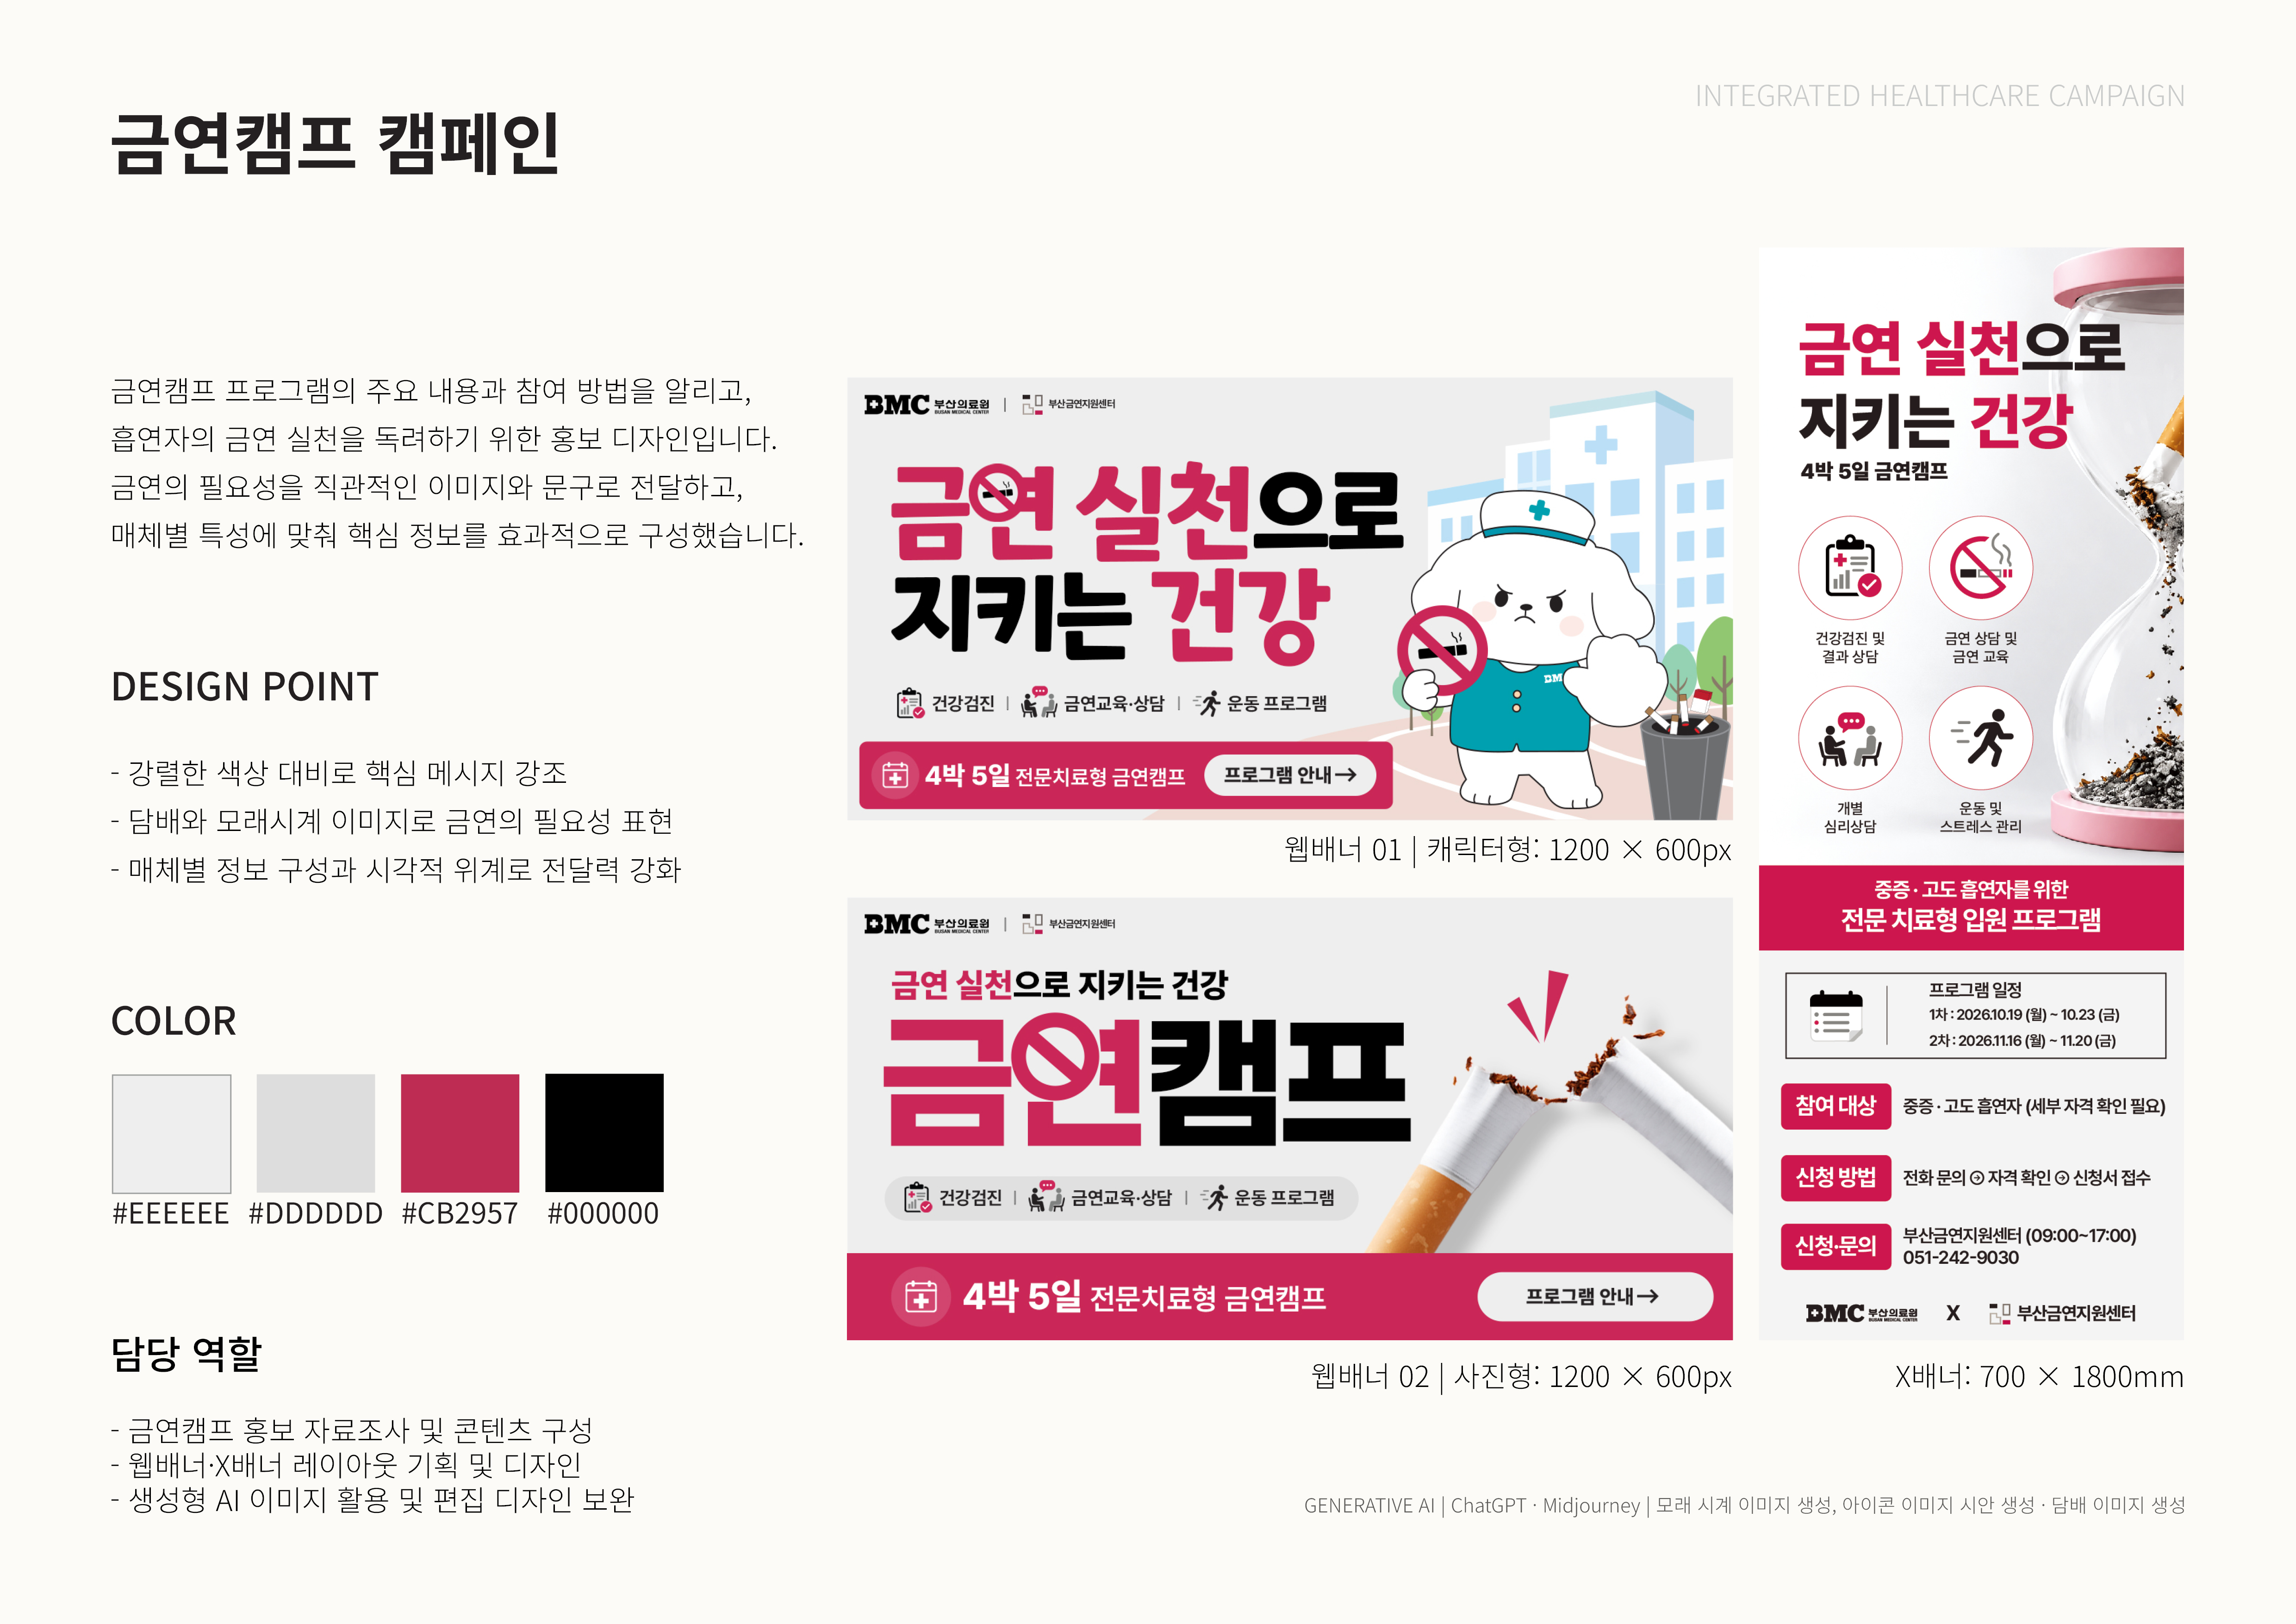 INTEGRATED HEALTHCARE CAMPAIGN
금연캠프 캠페인
금연캠프 프로그램의 주요 내용과 참여 방법을 알리고,
흡연자의 금연 실천을 독려하기 위한 홍보 디자인입니다.
금연의 필요성을 직관적인 이미지와 문구로 전달하고,
매체별 특성에 맞춰 핵심 정보를 효과적으로 구성했습니다.
DESIGN POINT
- 강렬한 색상 대비로 핵심 메시지 강조
- 담배와 모래시계 이미지로 금연의 필요성 표현
- 매체별 정보 구성과 시각적 위계로 전달력 강화
COLOR
#EEEEEE #DDDDDD #CB2957 #000000
담당 역할
- 금연캠프 홍보 자료조사 및 콘텐츠 구성
- 웹배너·X배너 레이아웃 기획 및 디자인
- 생성형 AI 이미지 활용 및 편집 디자인 보완
BMC 부산의료원 BUSAN MEDICAL CENTER | 부산금연지원센터
금연 실천으로
지키는 건강
건강검진 | 금연교육·상담 | 운동 프로그램
4박 5일 전문치료형 금연캠프 프로그램 안내→
BM
웹배너 01 | 캐릭터형: 1200 × 600px
BMC 부산의료원 BUSAN MEDICAL CENTER | 부산금연지원센터
금연 실천으로 지키는 건강
금연캠프
건강검진 | 금연교육·상담 | 운동 프로그램
4박 5일 전문치료형 금연캠프 프로그램 안내→
웹배너 02 | 사진형: 1200 × 600px
금연 실천으로
지키는 건강
4박 5일 금연캠프
건강검진 및
결과 상담
금연 상담 및
금연 교육
개별
심리상담
운동 및
스트레스 관리
중증·고도 흡연자를 위한
전문 치료형 입원 프로그램
프로그램 일정
1차 : 2026.10.19 (월) ~ 10.23 (금)
2차 : 2026.11.16 (월) ~ 11.20 (금)
참여 대상 중증·고도 흡연자 (세부 자격 확인 필요)
신청 방법 전화 문의 → 자격 확인 → 신청서 접수
신청·문의 부산금연지원센터 (09:00~17:00)
051-242-9030
BMC 부산의료원 BUSAN MEDICAL CENTER X 부산금연지원센터
X배너: 700 × 1800mm
GENERATIVE AI | ChatGPT · Midjourney | 모래 시계 이미지 생성, 아이콘 이미지 시안 생성 · 담배 이미지 생성